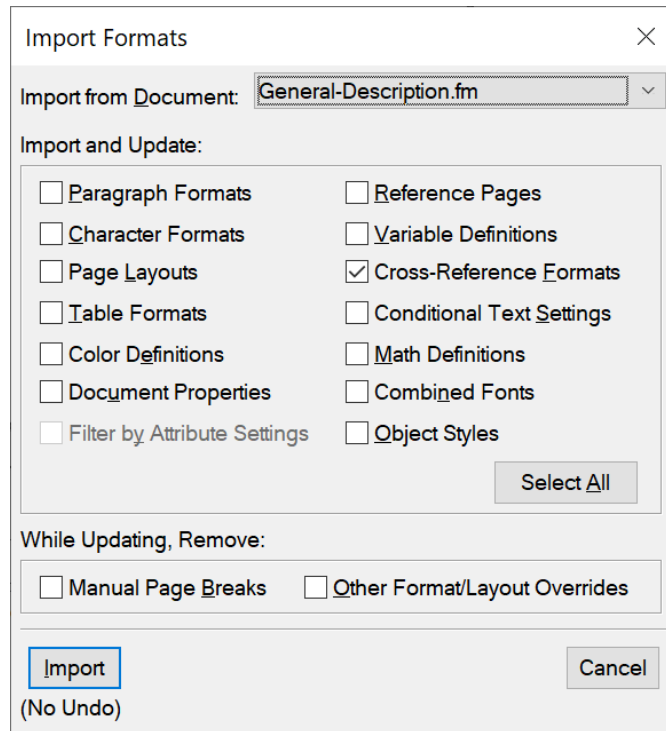 Import Formats
Import from Document: General-Description.fm
Import and Update:
Paragraph Formats
Reference Pages
Character Formats
Variable Definitions
Page Layouts
Cross-Reference Formats
Table Formats
Conditional Text Settings
Color Definitions
Math Definitions
Document Properties
Combined Fonts
Filter by Attribute Settings
Object Styles
Select All
While Updating, Remove:
Manual Page Breaks
Other Format/Layout Overrides
Import
Cancel
(No Undo)